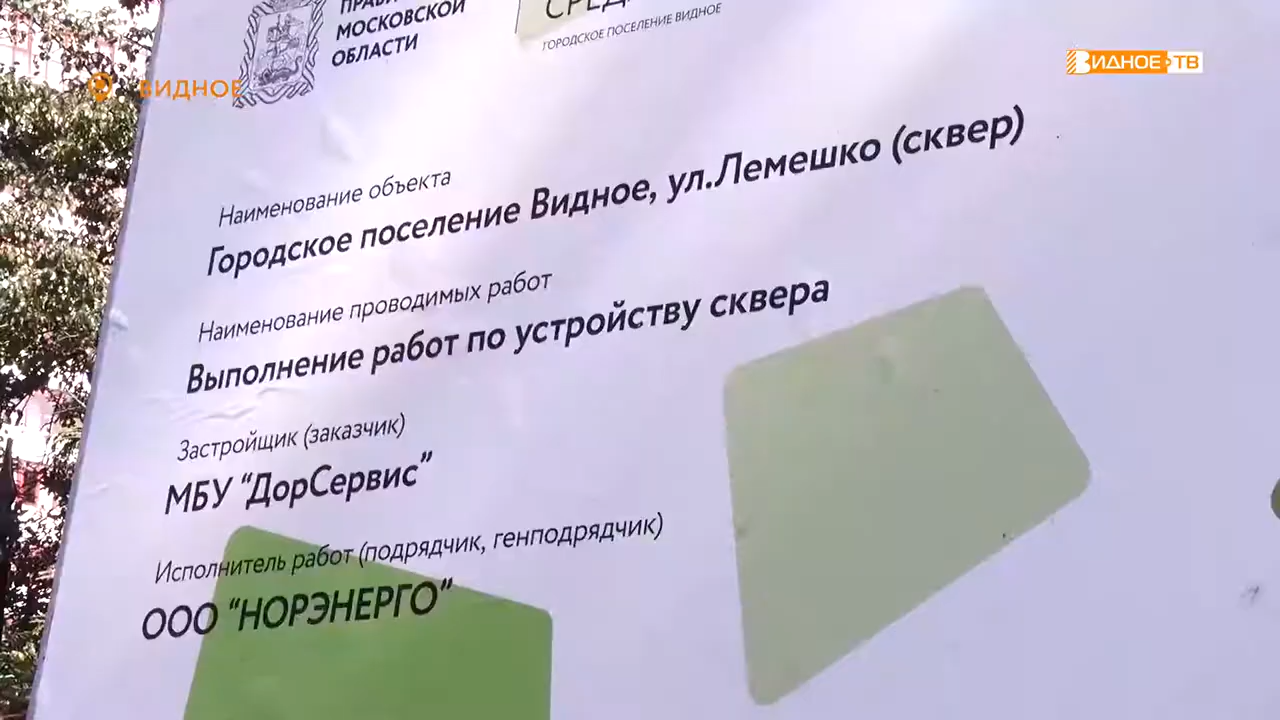 МОСКОВСКОЙ
ОБЛАСТИ
ГОРОДСКОЕ ПОСЕЛЕНИЕ ВИДНОЕ
ВИДНОЕ ТВ
ВИДНОЕ
Наименование объекта
Городское поселение Видное, ул.Лемешко (сквер)
Наименование проводимых работ
Выполнение работ по устройству сквера
Застройщик (заказчик)
МБУ “ДорСервис”
Исполнитель работ (подрядчик, генподрядчик)
ООО “НОРЭНЕРГО”